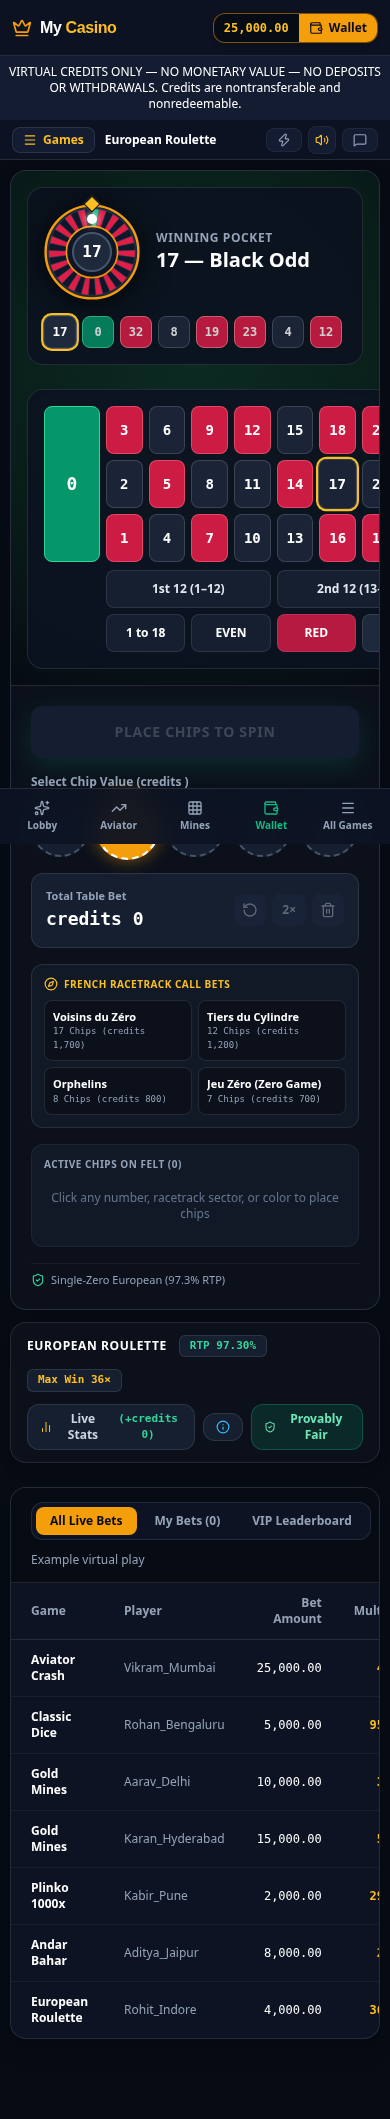 My Casino
25,000.00 Wallet
VIRTUAL CREDITS ONLY — NO MONETARY VALUE — NO DEPOSITS
OR WITHDRAWALS. Credits are nontransferable and
nonredeemable.
Games European Roulette
17
WINNING POCKET
17 — Black Odd
17 0 32 8 19 23 4 12
3 6 9 12 15 18 2
0
2 5 8 11 14 17 2
1 4 7 10 13 16 1
1st 12 (1–12) 2nd 12 (13-
1 to 18 EVEN RED
PLACE CHIPS TO SPIN
Select Chip Value (credits )
Lobby Aviator Mines Wallet All Games
Total Table Bet
credits 0
2×
FRENCH RACETRACK CALL BETS
Voisins du Zéro
17 Chips (credits
1,700)
Tiers du Cylindre
12 Chips (credits
1,200)
Orphelins
8 Chips (credits 800)
Jeu Zéro (Zero Game)
7 Chips (credits 700)
ACTIVE CHIPS ON FELT (0)
Click any number, racetrack sector, or color to place
chips
Single-Zero European (97.3% RTP)
EUROPEAN ROULETTE RTP 97.30%
Max Win 36×
Live
Stats
(+credits
0)
Provably
Fair
All Live Bets My Bets (0) VIP Leaderboard
Example virtual play
Game Player Bet
Amount Mult
Aviator
Crash Vikram_Mumbai 25,000.00
Classic
Dice Rohan_Bengaluru 5,000.00 95
Gold
Mines Aarav_Delhi 10,000.00
Gold
Mines Karan_Hyderabad 15,000.00
Plinko
1000x Kabir_Pune 2,000.00 29
Andar
Bahar Aditya_Jaipur 8,000.00
European
Roulette Rohit_Indore 4,000.00 36